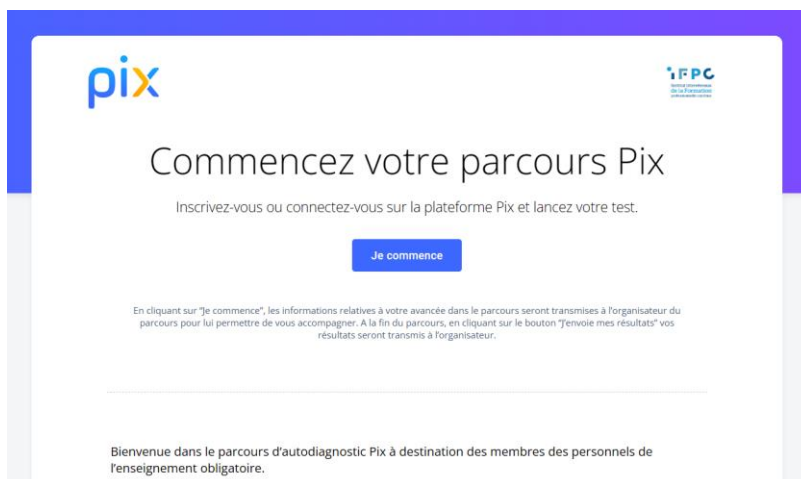 pix
IFPC
de la Formation
Commencez votre parcours Pix
Inscrivez-vous ou connectez-vous sur la plateforme Pix et lancez votre test.
Je commence
En cliquant sur "Je commence", les informations relatives à votre avancée dans le parcours seront transmises à l'organisateur du
parcours pour lui permettre de vous accompagner. A la fin du parcours, en cliquant sur le bouton "J'envoie mes résultats" vos
résultats seront transmis à l'organisateur.
Bienvenue dans le parcours d'autodiagnostic Pix à destination des membres des personnels de
l'enseignement obligatoire.